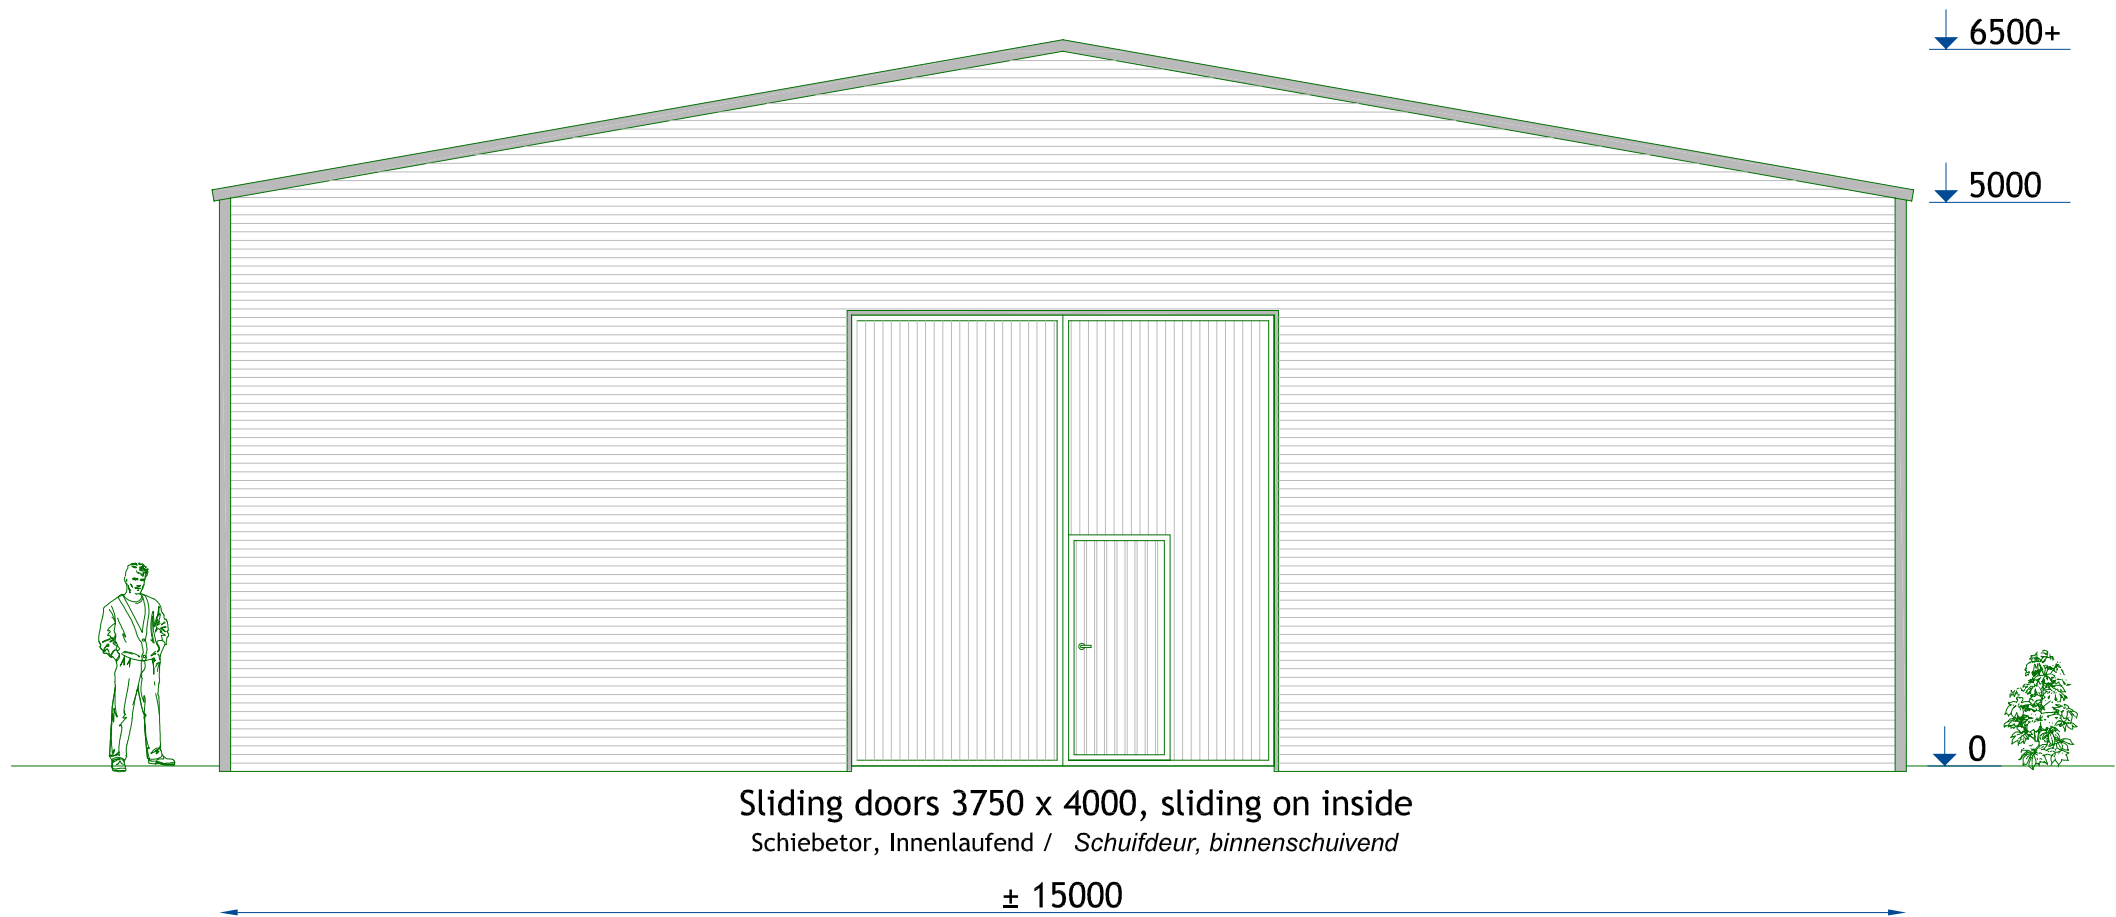 6500+
5000
0
Sliding doors 3750 x 4000, sliding on inside
Schiebetor, Innenlaufend / Schuifdeur, binnenschuivend
± 15000